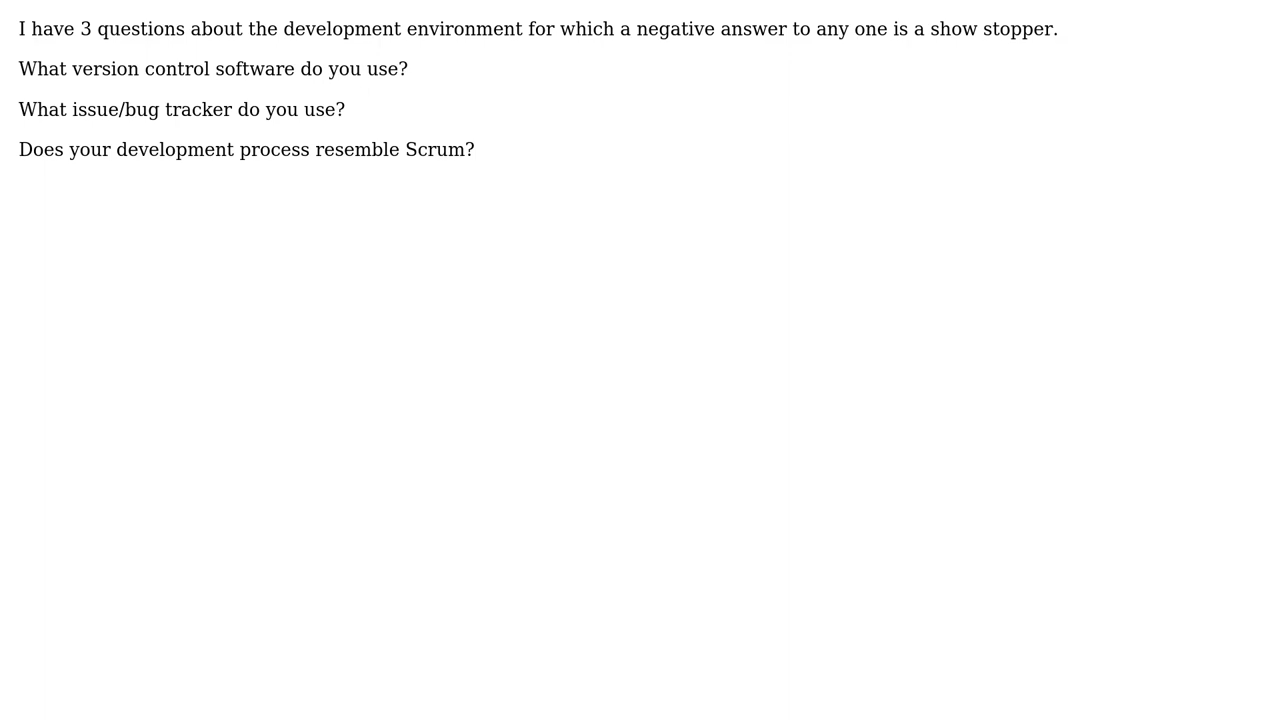 I have 3 questions about the development environment for which a negative answer to any one is a show stopper.
What version control software do you use?
What issue/bug tracker do you use?
Does your development process resemble Scrum?